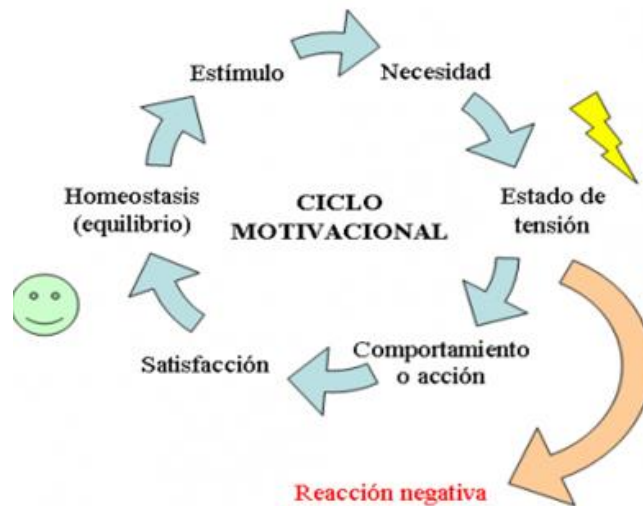 Estímulo
Necesidad
Homeostasis
(equilibrio)
CICLO
MOTIVACIONAL
Estado de
tensión
Satisfacción
Comportamiento
o acción
Reacción negativa